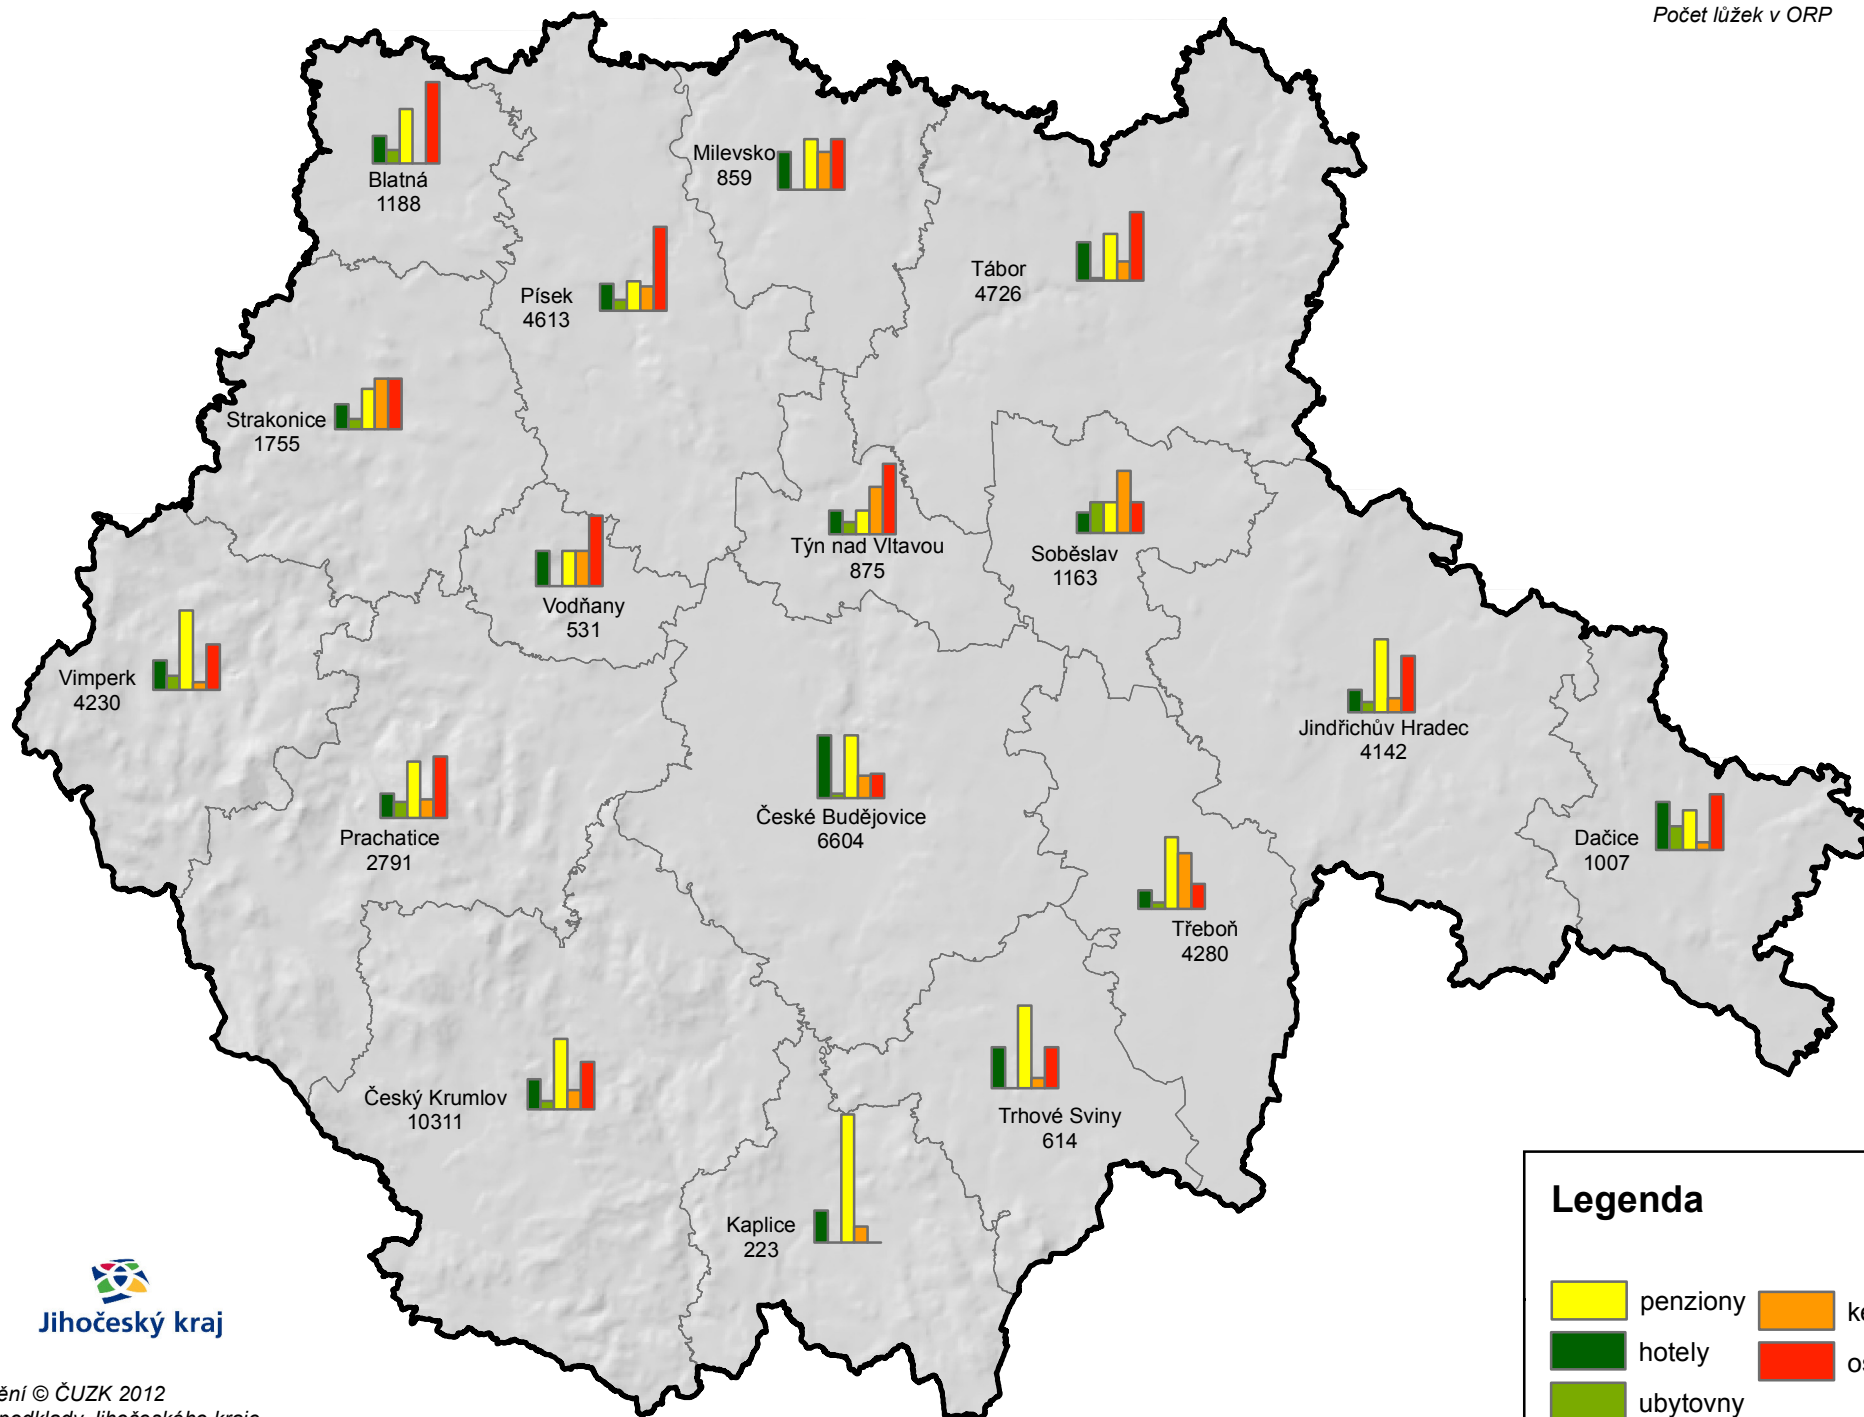 Počet lůžek v ORP
Blatná
1188
Milevsko
859
Tábor
4726
Písek
4613
Strakonice
1755
Týn nad Vltavou
875
Soběslav
1163
Vodňany
531
Vimperk
4230
Jindřichův Hradec
4142
České Budějovice
6604
Prachatice
2791
Dačice
1007
Třeboň
4280
Český Krumlov
10311
Trhové Sviny
614
Kaplice
223
Legenda
penziony
hotely
ubytovny
Jihočeský kraj
© ČUZK 2012